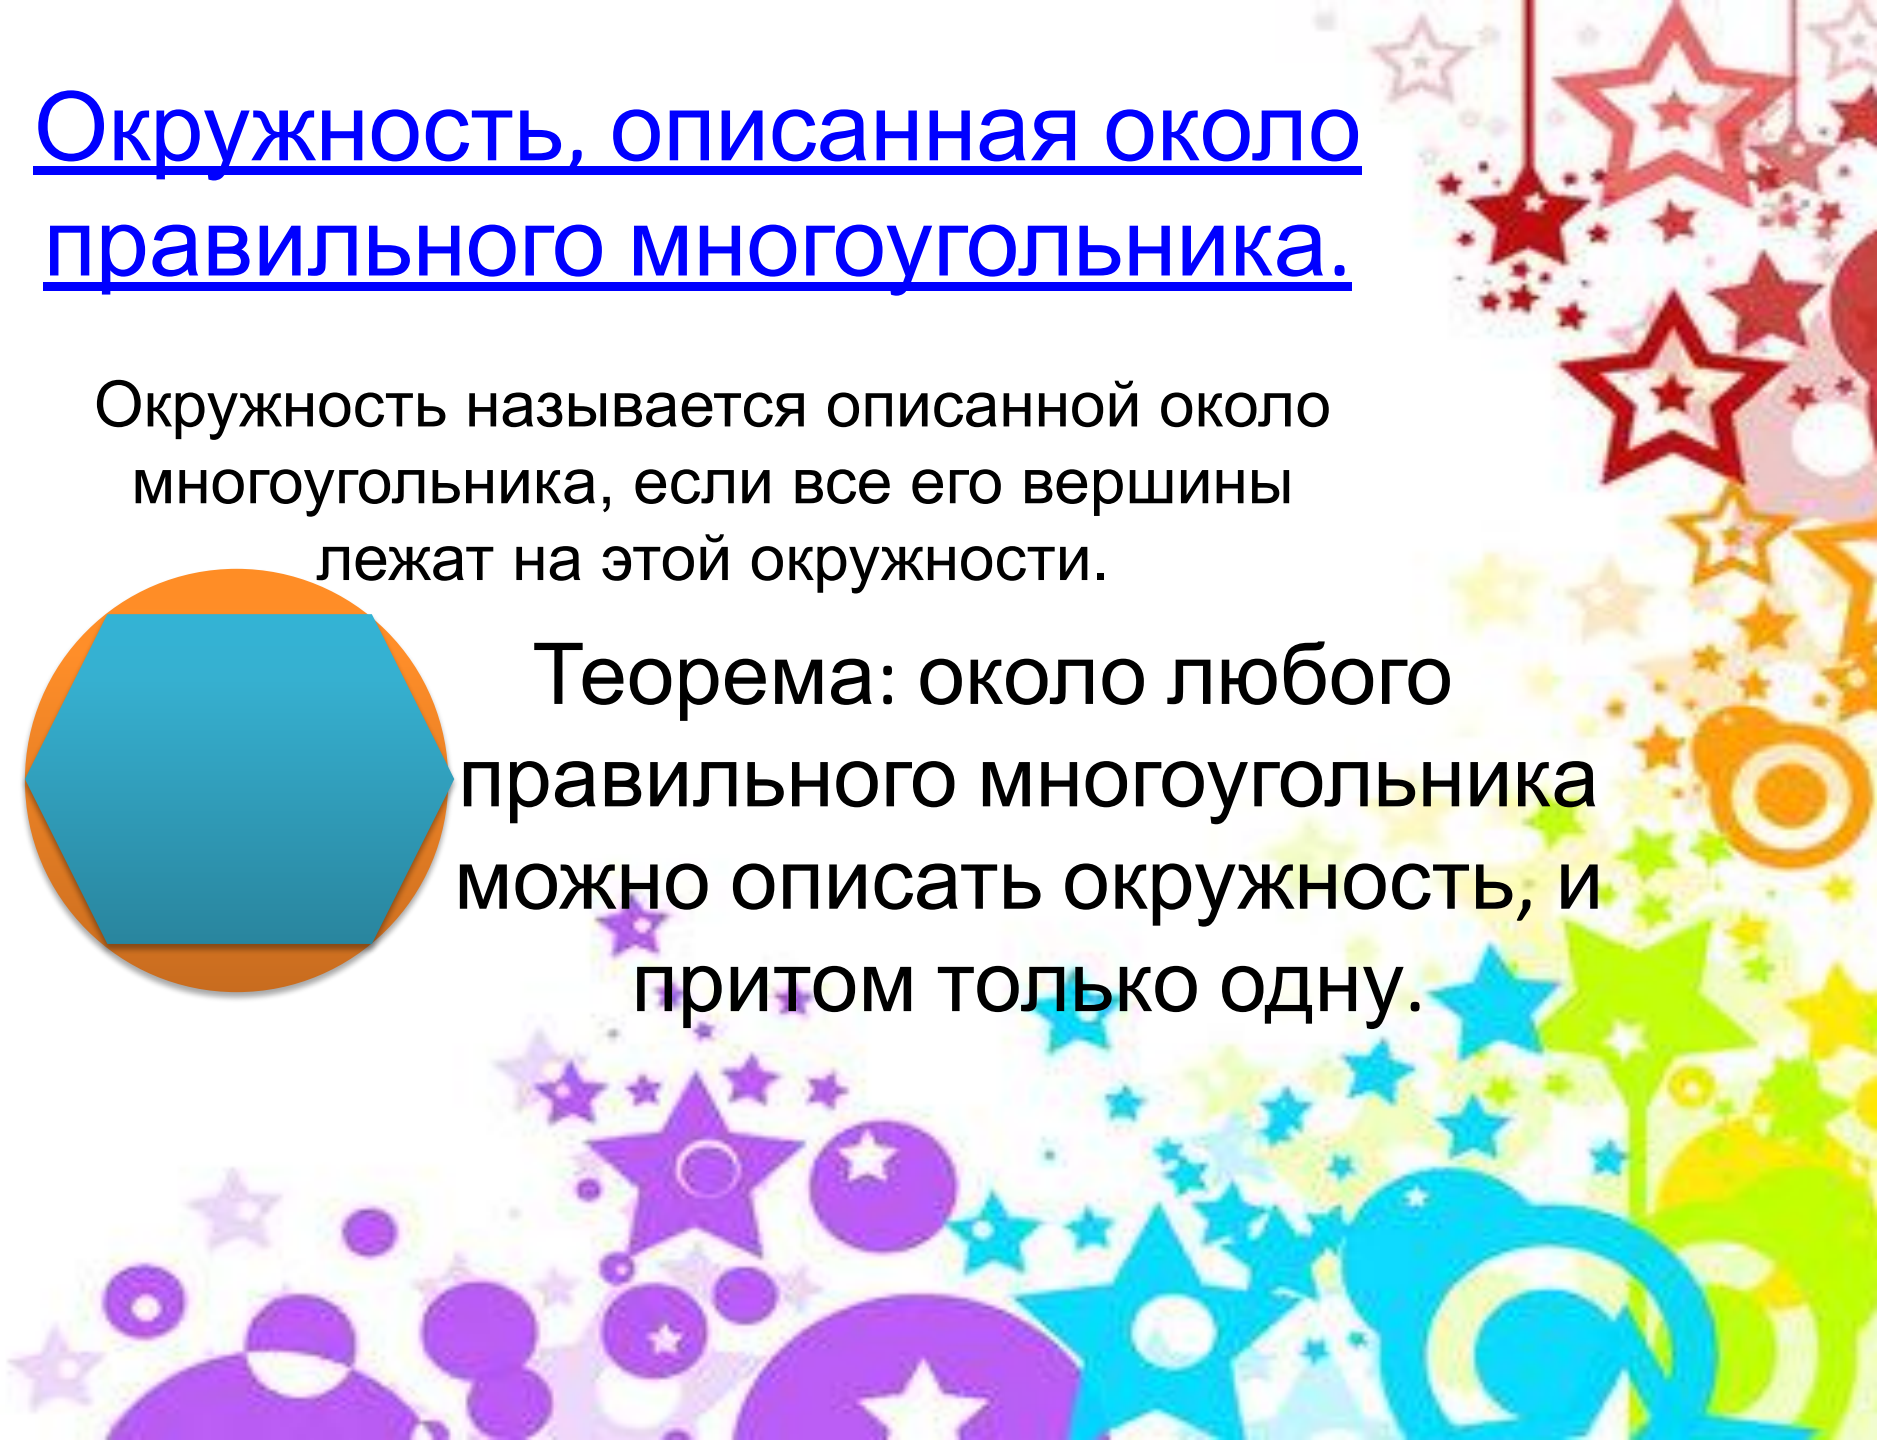 Окружность, описанная около
правильного многоугольника.
Окружность называется описанной около
многоугольника, если все его вершины
лежат на этой окружности.
Теорема: около любого
правильного многоугольника
можно описать окружность, и
притом только одну.